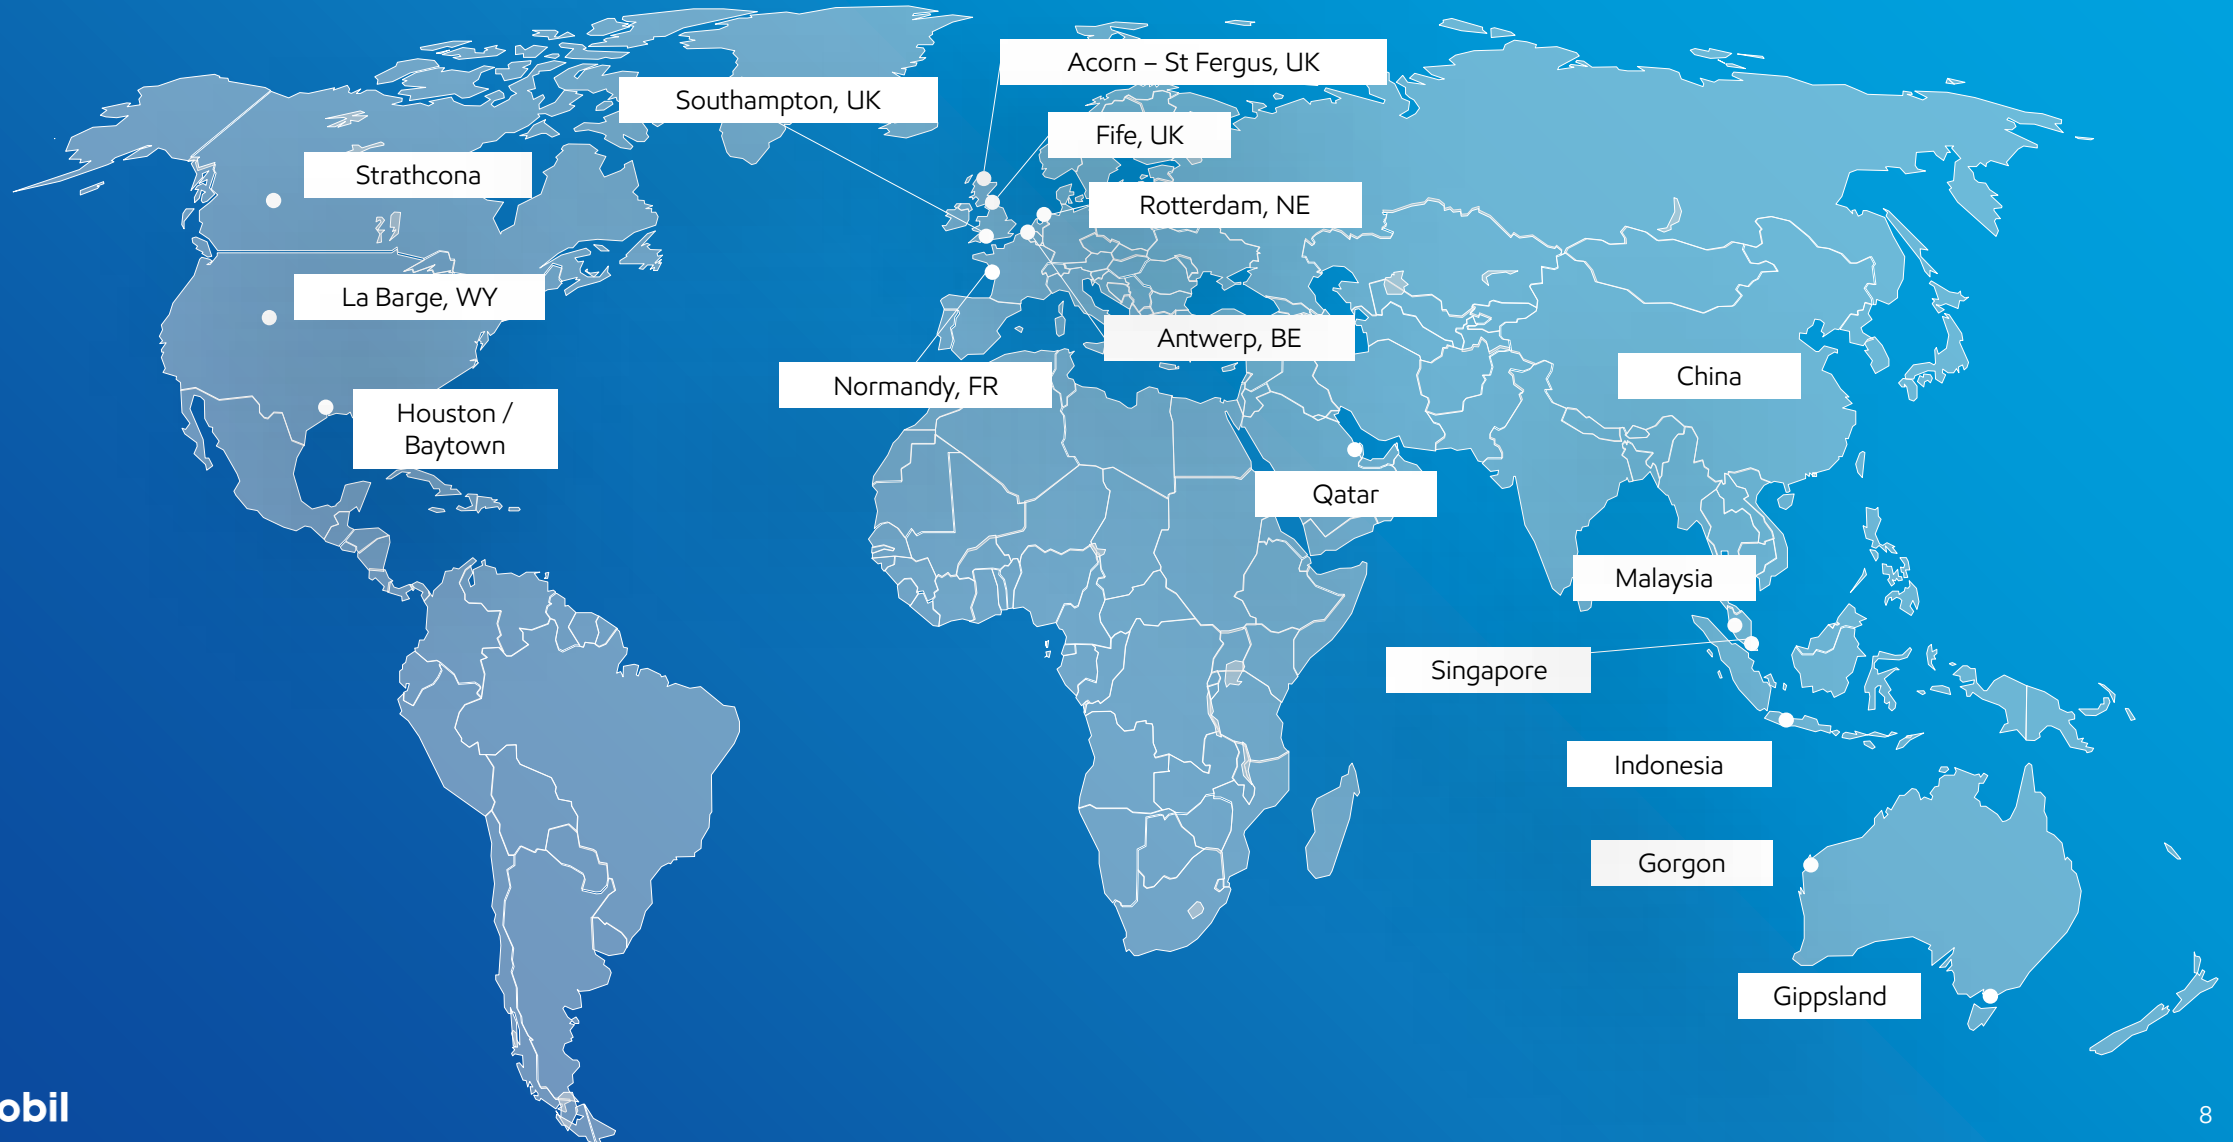 Acorn – St Fergus, UK
Southampton, UK
Fife, UK
Strathcona
Rotterdam, NE
La Barge, WY
Antwerp, BE
China
Normandy, FR
Houston /
Baytown
Qatar
Malaysia
Singapore
Indonesia
Gorgon
Gippsland
obil
8